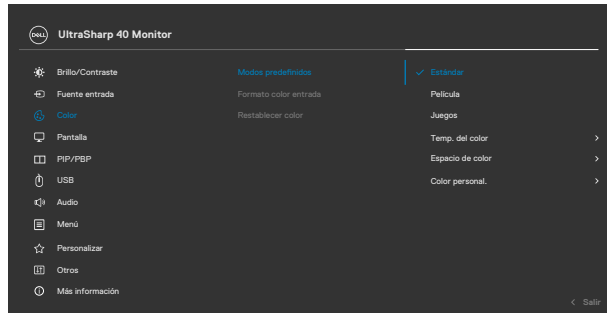 DELL UltraSharp 40 Monitor
Brillo/Contraste Modos predefinidos Estándar
Fuente entrada Formato color entrada Película
Color Restablecer color Juegos
Pantalla Temp. del color
PIP/PBP Espacio de color
USB Color personal.
Audio
Menú
Personalizar
Otros
Más información
Salir